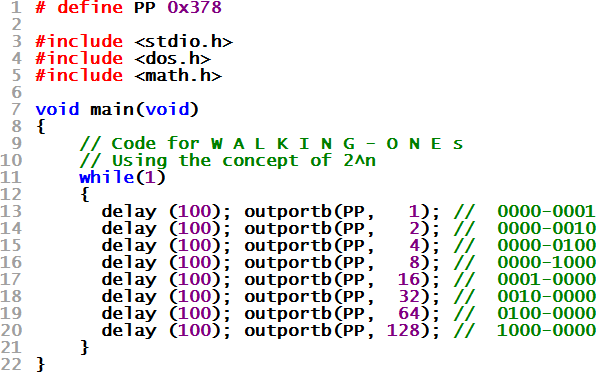 1 # define PP 0x378
2
3 #include <stdio.h>
4 #include <dos.h>
5 #include <math.h>
6
7 void main(void)
8 {
9     // Code for W A L K I N G - O N E s
10     // Using the concept of 2^n
11     while(1)
12     {
13       delay (100); outportb(PP,   1); //  0000-0001
14       delay (100); outportb(PP,   2); //  0000-0010
15       delay (100); outportb(PP,   4); //  0000-0100
16       delay (100); outportb(PP,   8); //  0000-1000
17       delay (100); outportb(PP,  16); //  0001-0000
18       delay (100); outportb(PP,  32); //  0010-0000
19       delay (100); outportb(PP,  64); //  0100-0000
20       delay (100); outportb(PP, 128); //  1000-0000
21     }
22 }